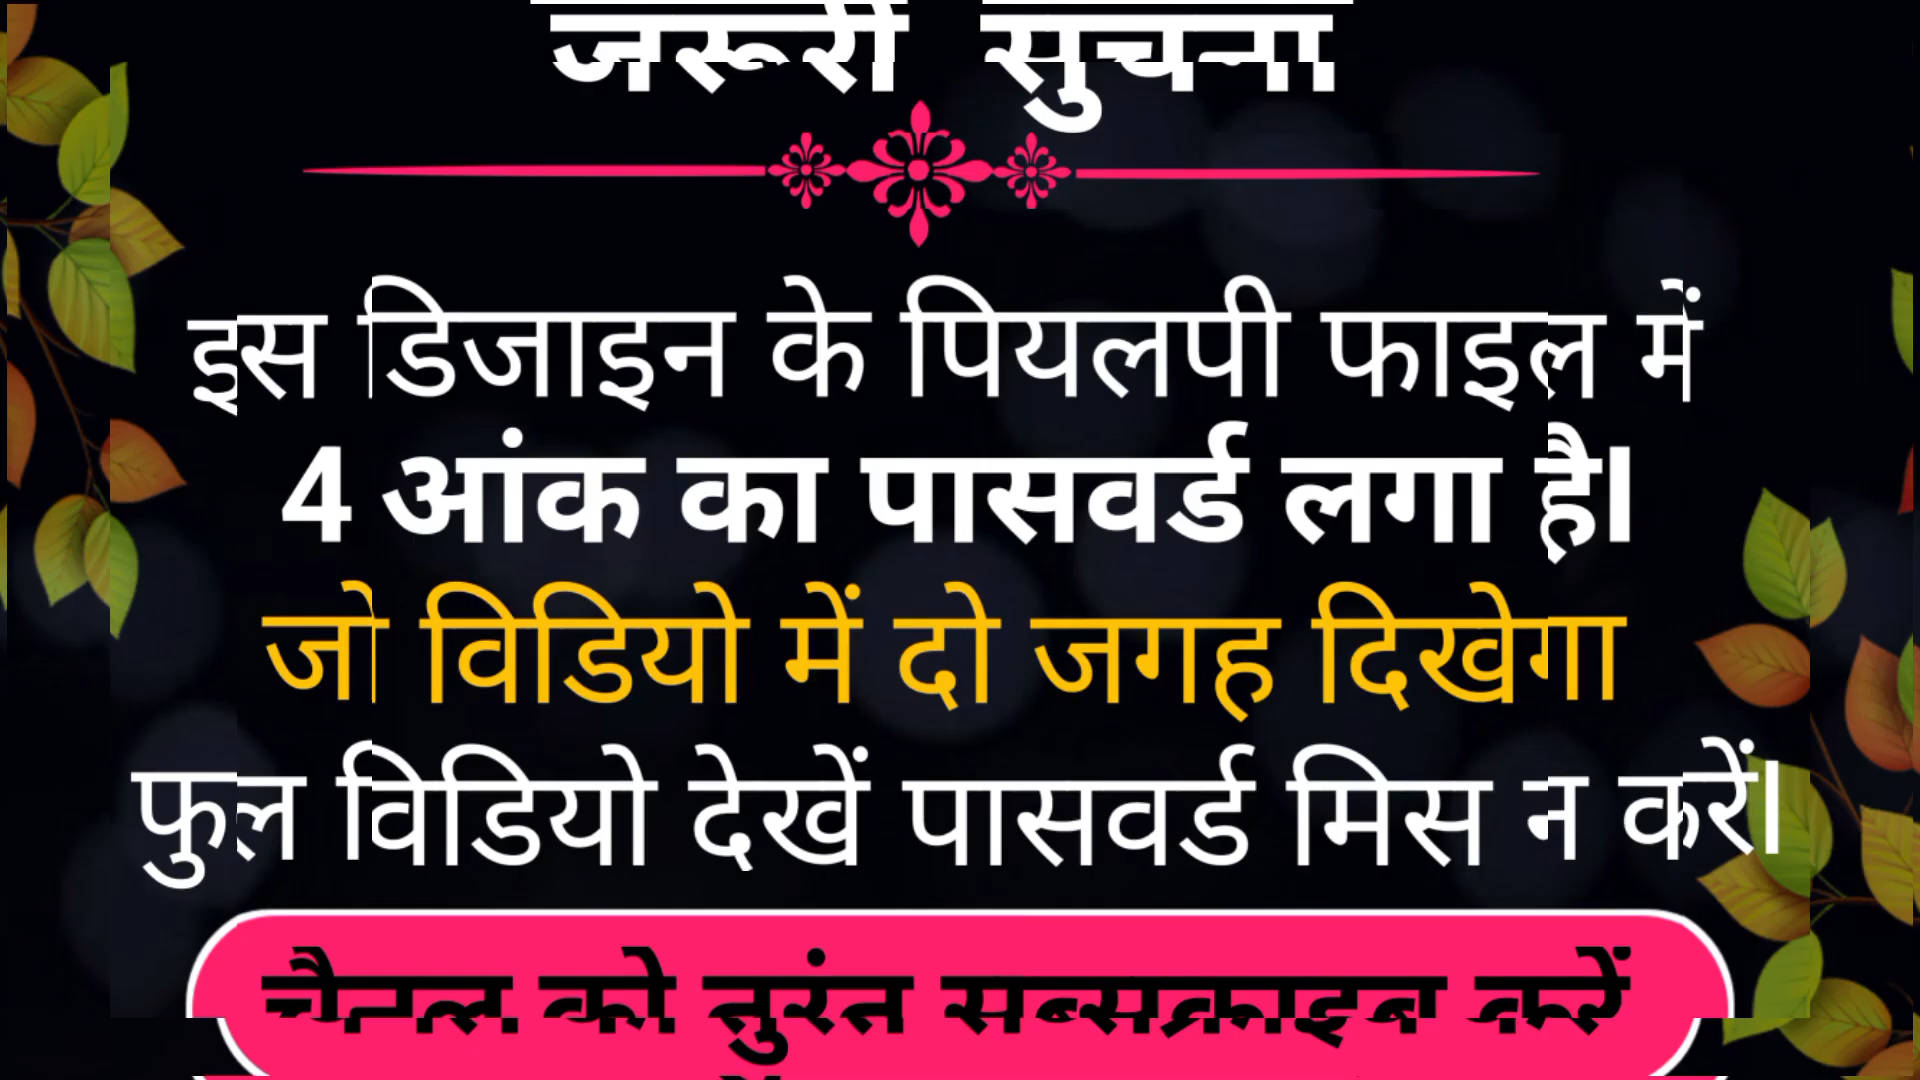 जरूरी सुचना
इस डिजाइन के पियलपी फाइल में
4 आंक का पासवर्ड लगा है।
जो विडियो में दो जगह दिखेगा
फुल विडियो देखें पासवर्ड मिस न करें।
चैनल को तुरंत सब्सक्राइब करें